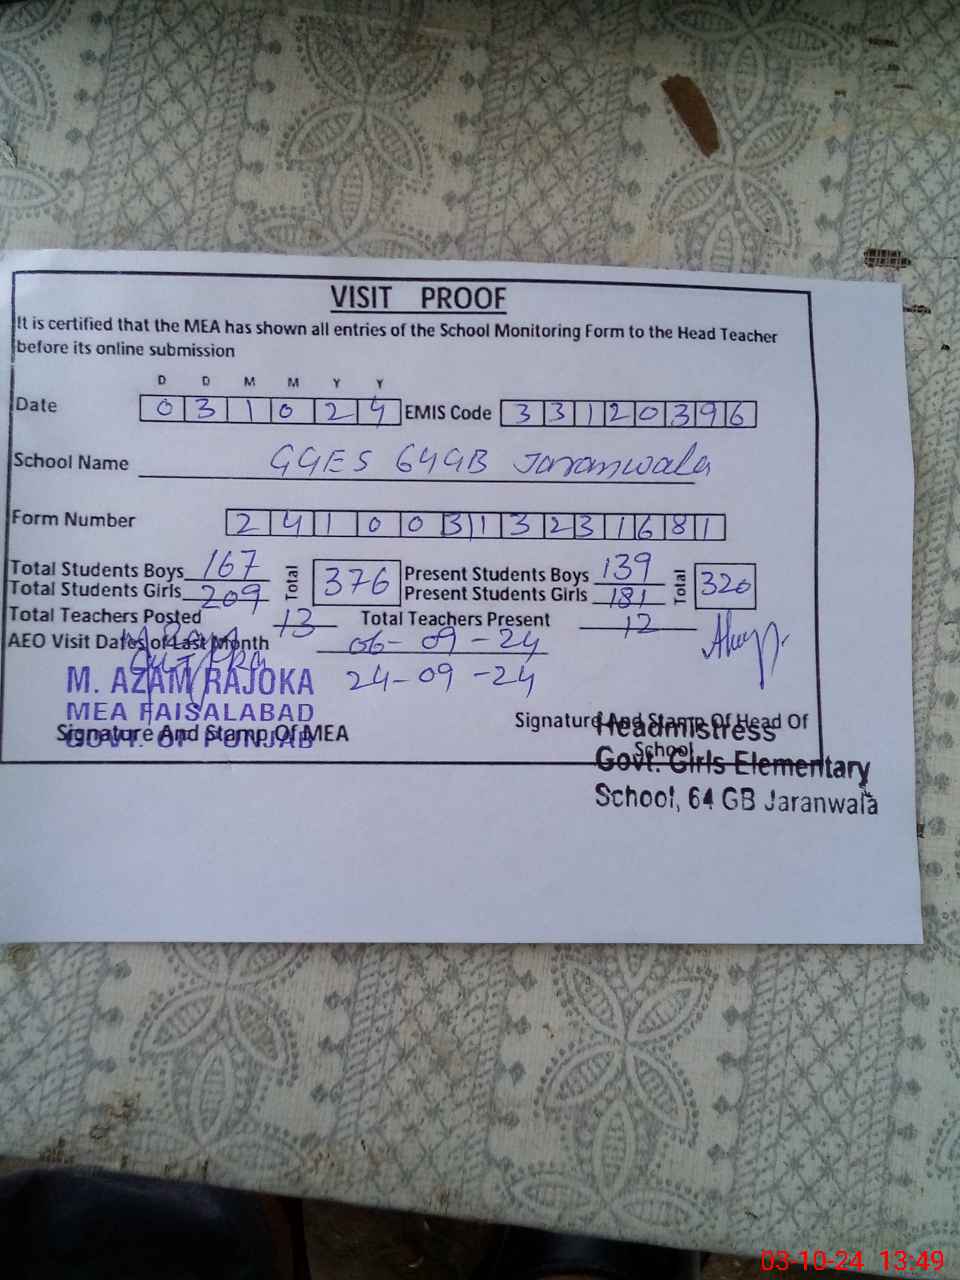 VISIT PROOF
It is certified that the MEA has shown all entries of the School Monitoring Form to the Head Teacher
before its online submission
D D M M Y Y
Date 0 3 1 0 2 4 EMIS Code 3 3 1 2 0 3 9 6
School Name GGES 64GB Jaranwala
Form Number 2 4 1 0 0 3 1 3 2 3 1 6 8 1
Total Students Boys 167 Total 376 Present Students Boys 139 Total 320
Total Students Girls 209 Present Students Girls 181
Total Teachers Posted 13 Total Teachers Present 12
AEO Visit Dates of Last Month 06-09-24
24-09-24
M. AZAM RAJOKA
MEA FAISALABAD
GOVT. OF PUNJAB
Signature And Stamp Of MEA
Signature And Stamp Of Head Of
School
Headmistress
Govt. Girls Elementary
School, 64 GB Jaranwala
03-10-24 13:49